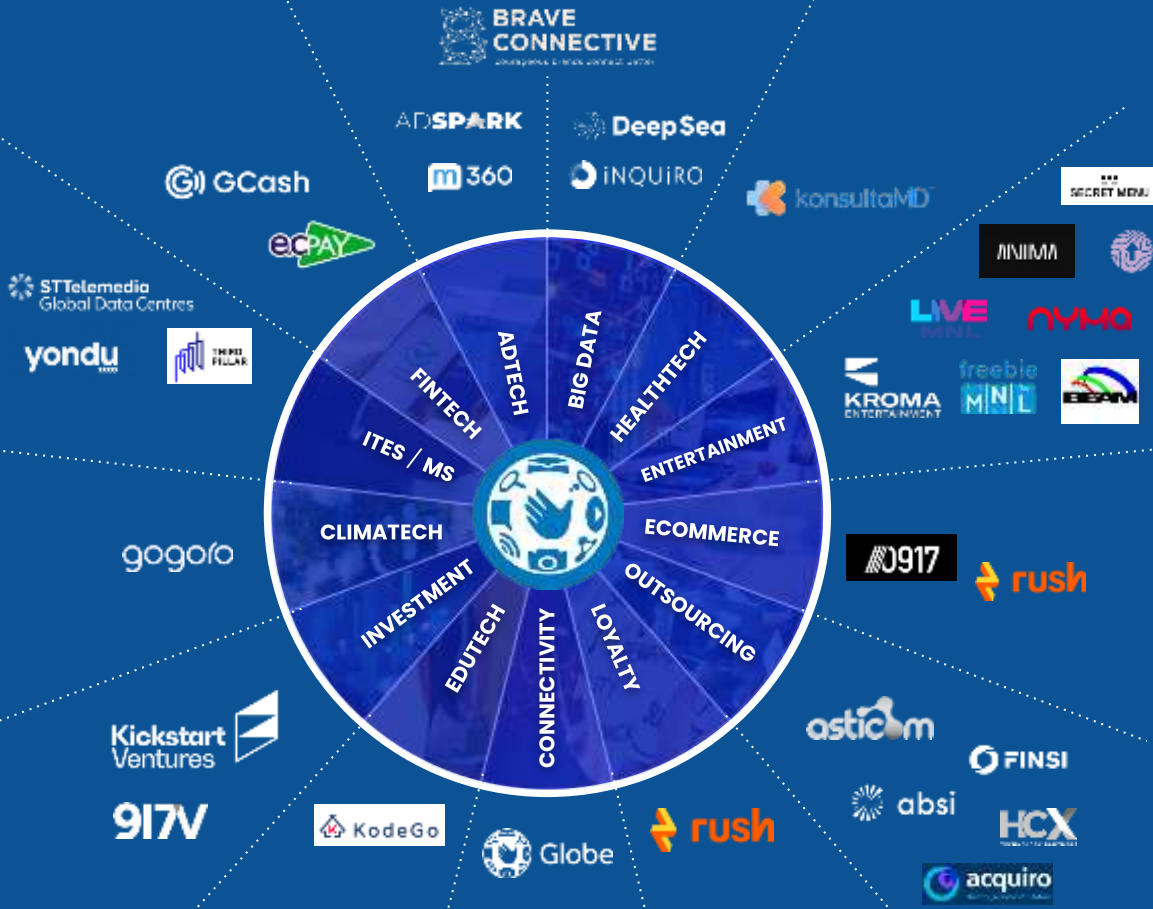 BRAVE
CONNECTIVE
ADSPARK
DeepSea
m360
iNQUiRO
GCash
ecPAY
konsultaMD
SECRET MENU
ANIMA
STTelemedia
Global Data Centres
yondu
THIRD
PILLAR
LIVE
MNL
NYMA
KROMA
ENTERTAINMENT
freebie
MNL
BEAM
ADTECH
BIG DATA
FINTECH
HEALTHTECH
ITES / MS
ENTERTAINMENT
CLIMATECH
ECOMMERCE
INVESTMENT
OUTSOURCING
EDUTECH
CONNECTIVITY
LOYALTY
gogoro
0917
rush
Kickstart
Ventures
917V
KodeGo
Globe
rush
asticom
FINSI
absi
HCX
acquiro